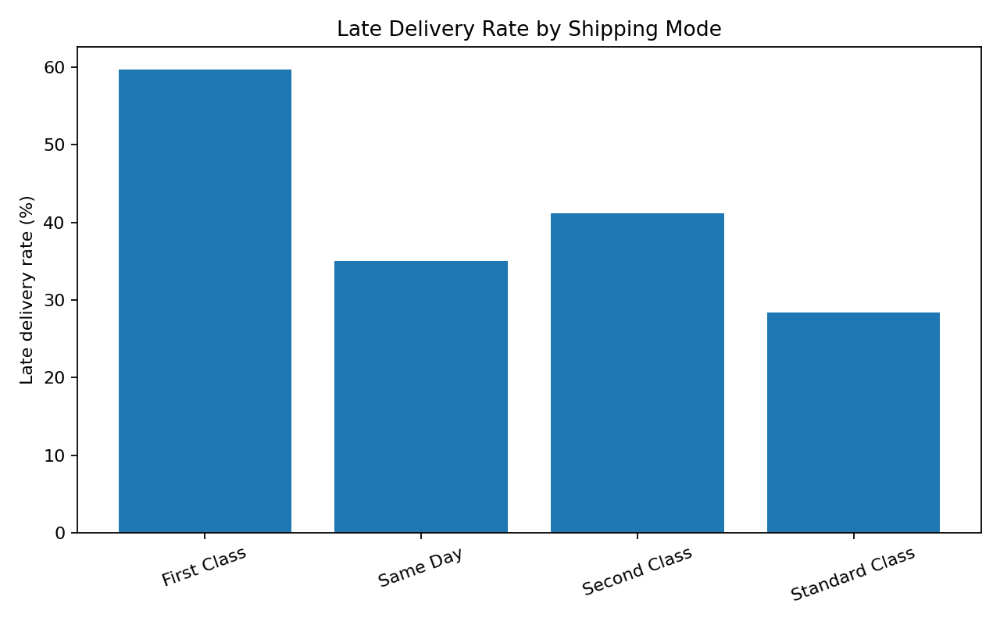 Late Delivery Rate by Shipping Mode
Late delivery rate (%)
60
50
40
30
20
10
0
First Class
Same Day
Second Class
Standard Class